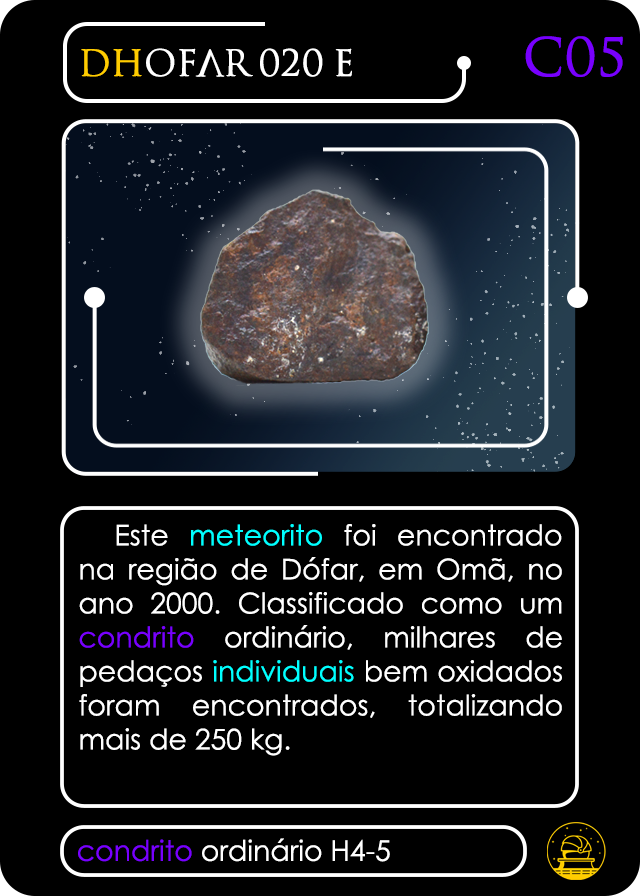 DHOFAR 020 E
C05
Este meteorito foi encontrado
na região de Dófar, em Omã, no
ano 2000. Classificado como um
condrito ordinário, milhares de
pedaços individuais bem oxidados
foram encontrados, totalizando
mais de 250 kg.
condrito ordinário H4-5